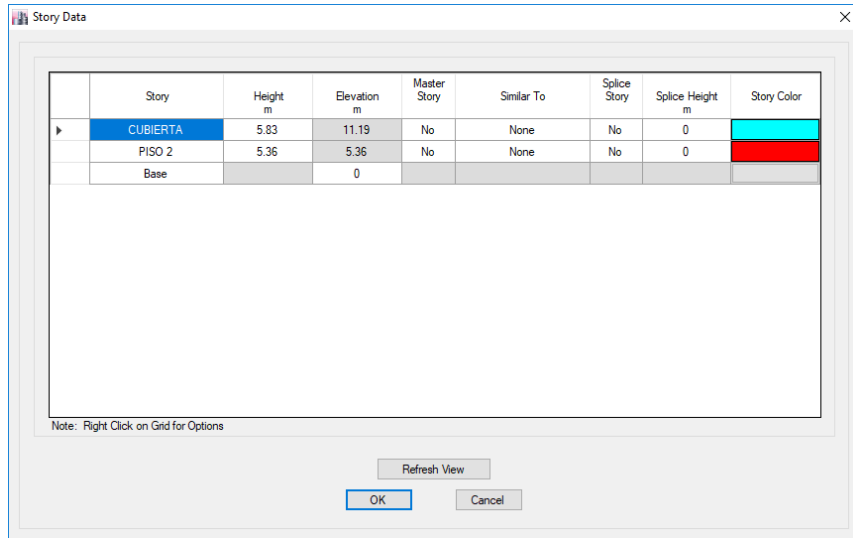 Story Data
Story Height m Elevation m Master Story Similar To Splice Story Splice Height m Story Color
CUBIERTA 5.83 11.19 No None No 0
PISO 2 5.36 5.36 No None No 0
Base 0
Note: Right Click on Grid for Options
Refresh View
OK Cancel